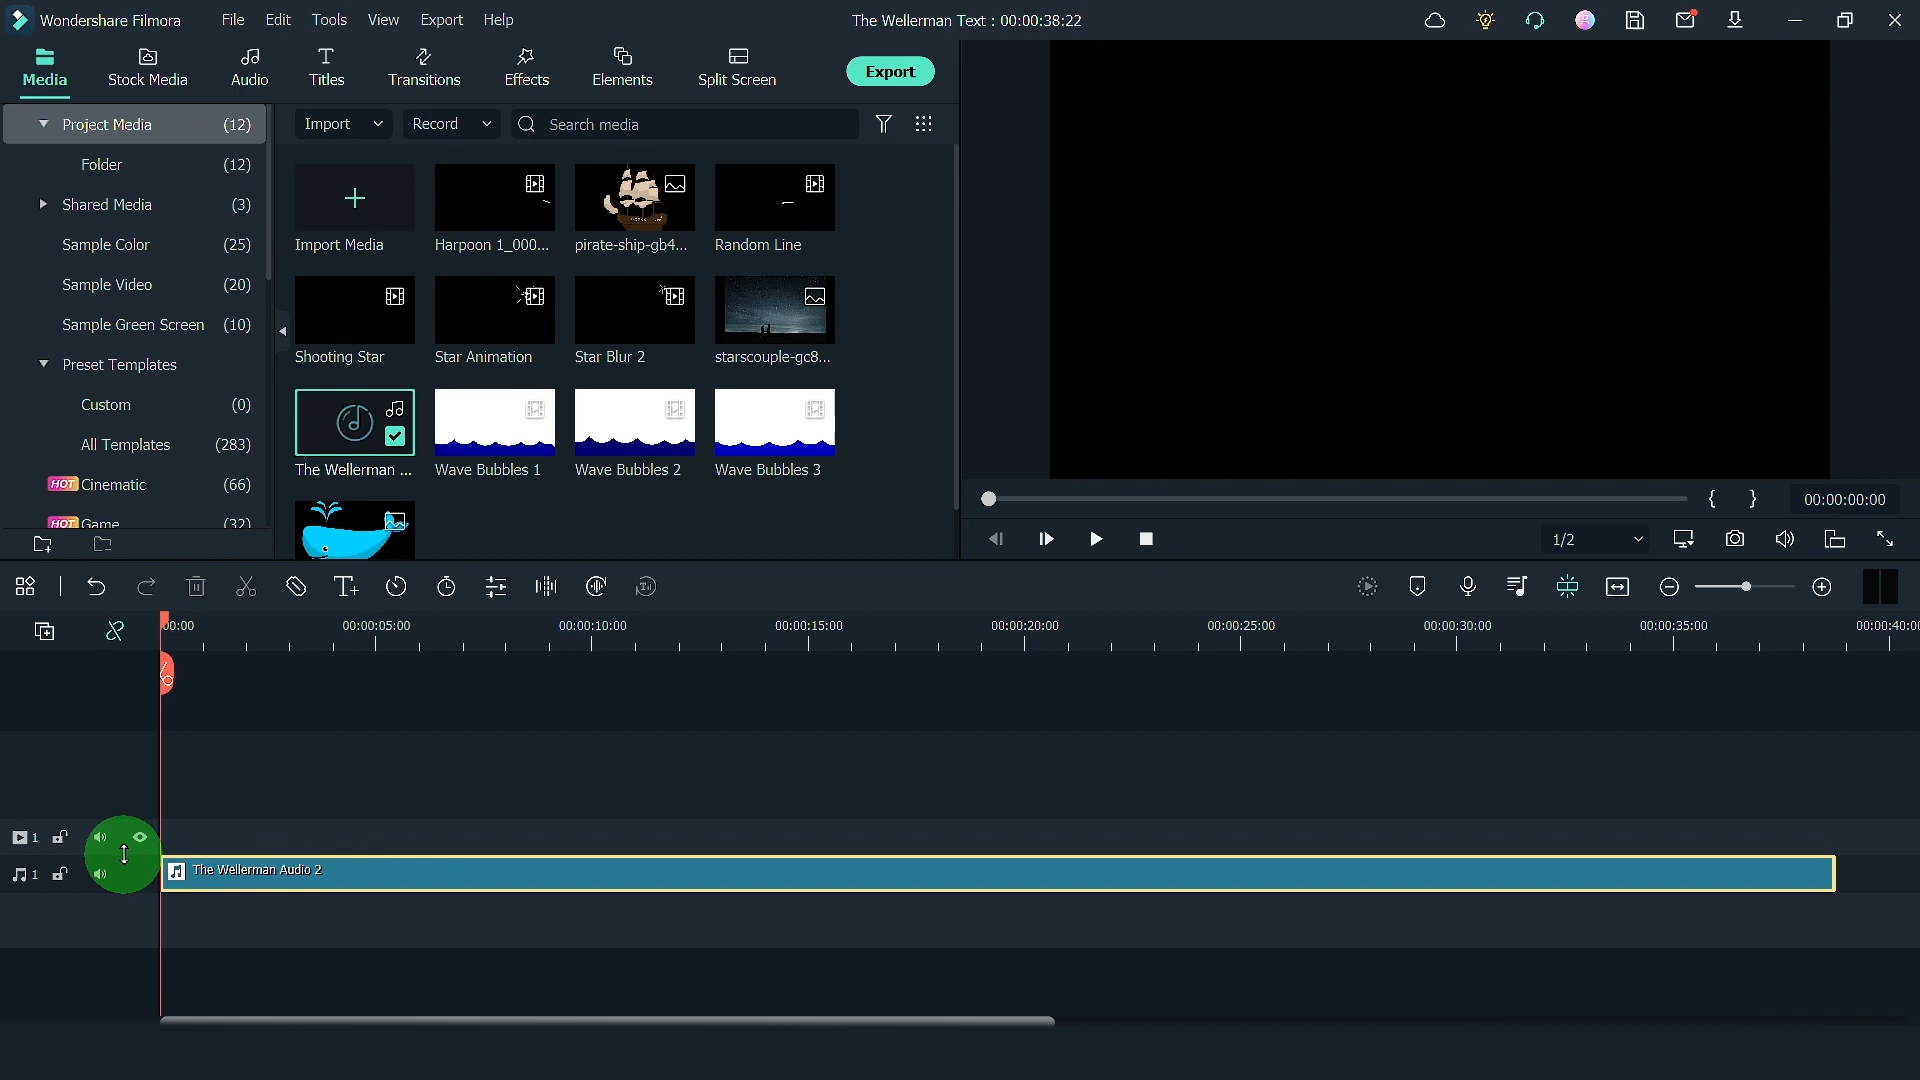 Wondershare Filmora File Edit Tools View Export Help The Wellerman Text : 00:00:38:22
Media Stock Media Audio Titles Transitions Effects Elements Split Screen Export
Project Media (12)
Folder (12)
Shared Media (3)
Sample Color (25)
Sample Video (20)
Sample Green Screen (10)
Preset Templates
Custom (0)
All Templates (283)
HOT Cinematic (66)
HOT Game (32)
Import Record Search media
Import Media Harpoon 1_000... pirate-ship-gb4... Random Line
Shooting Star Star Animation Star Blur 2 starscouple-gc8...
The Wellerman ... Wave Bubbles 1 Wave Bubbles 2 Wave Bubbles 3
{ } 00:00:00:00
1/2
00:00 00:00:05:00 00:00:10:00 00:00:15:00 00:00:20:00 00:00:25:00 00:00:30:00 00:00:35:00 00:00:40:0
1
1 The Wellerman Audio 2